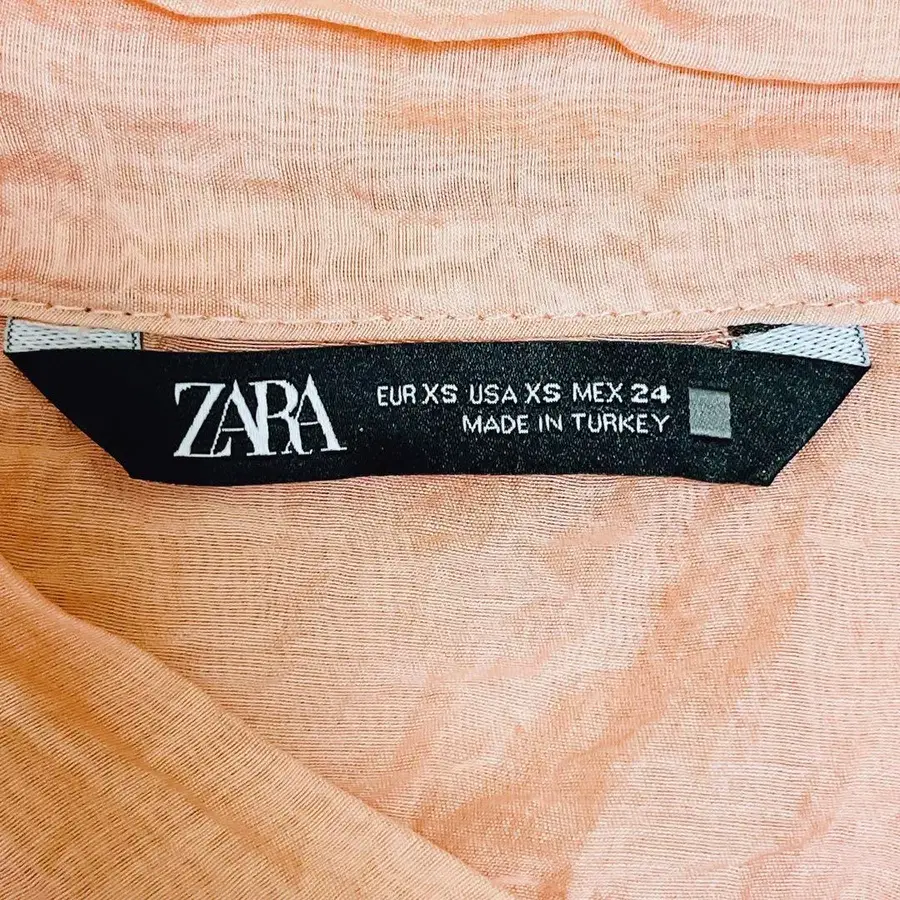 ZARA
EUR XS USA XS MEX 24
MADE IN TURKEY